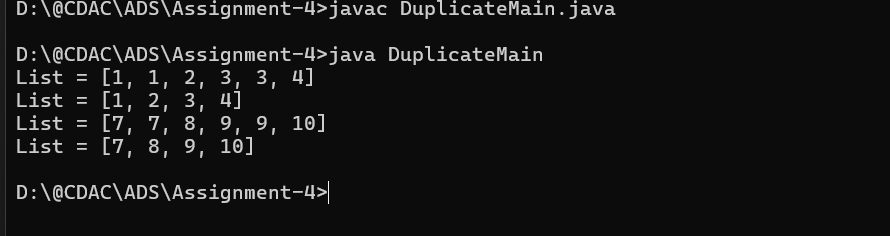 D:\@CDAC\ADS\Assignment-4>javac DuplicateMain.java
D:\@CDAC\ADS\Assignment-4>java DuplicateMain
List = [1, 1, 2, 3, 3, 4]
List = [1, 2, 3, 4]
List = [7, 7, 8, 9, 9, 10]
List = [7, 8, 9, 10]
D:\@CDAC\ADS\Assignment-4>